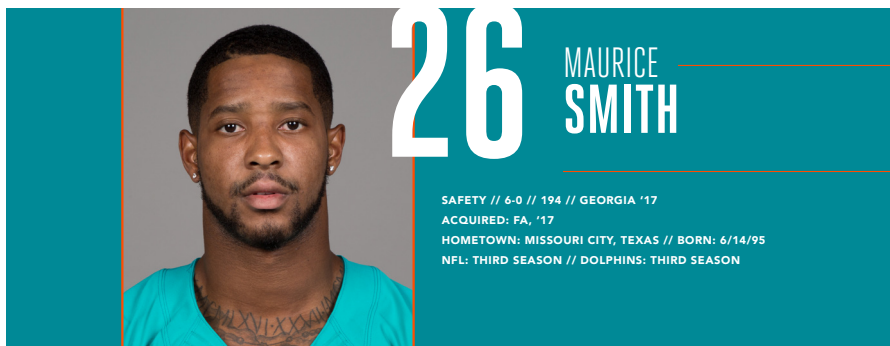 26
MAURICE
SMITH
SAFETY // 6-0 // 194 // GEORGIA ‘17
ACQUIRED: FA, ‘17
HOMETOWN: MISSOURI CITY, TEXAS // BORN: 6/14/95
NFL: THIRD SEASON // DOLPHINS: THIRD SEASON